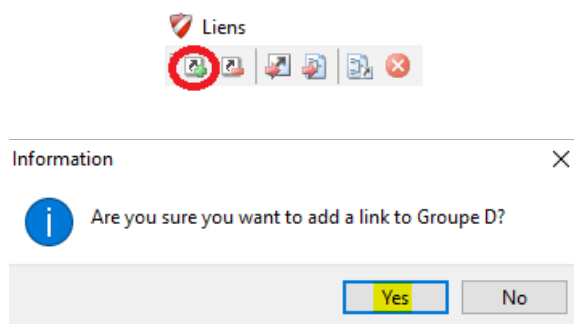 Liens
Information
Are you sure you want to add a link to Groupe D?
Yes
No